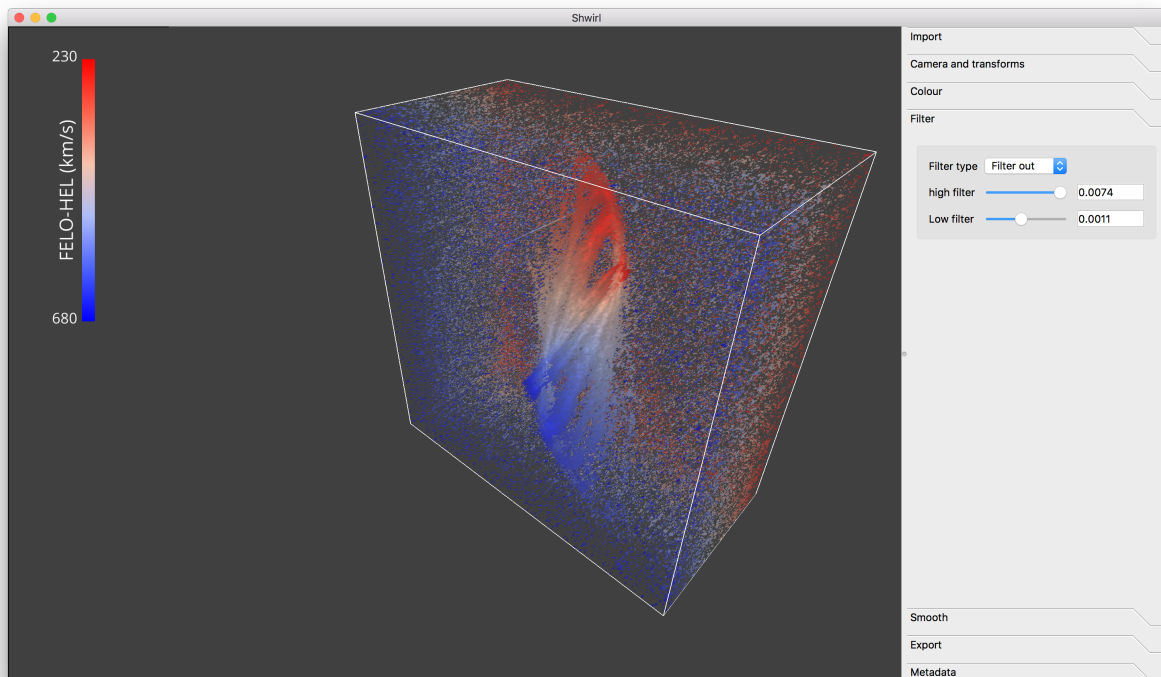 Shwirl
230
FELO-HEL (km/s)
680
Import
Camera and transforms
Colour
Filter
Filter type Filter out
high filter 0.0074
Low filter 0.0011
Smooth
Export
Metadata